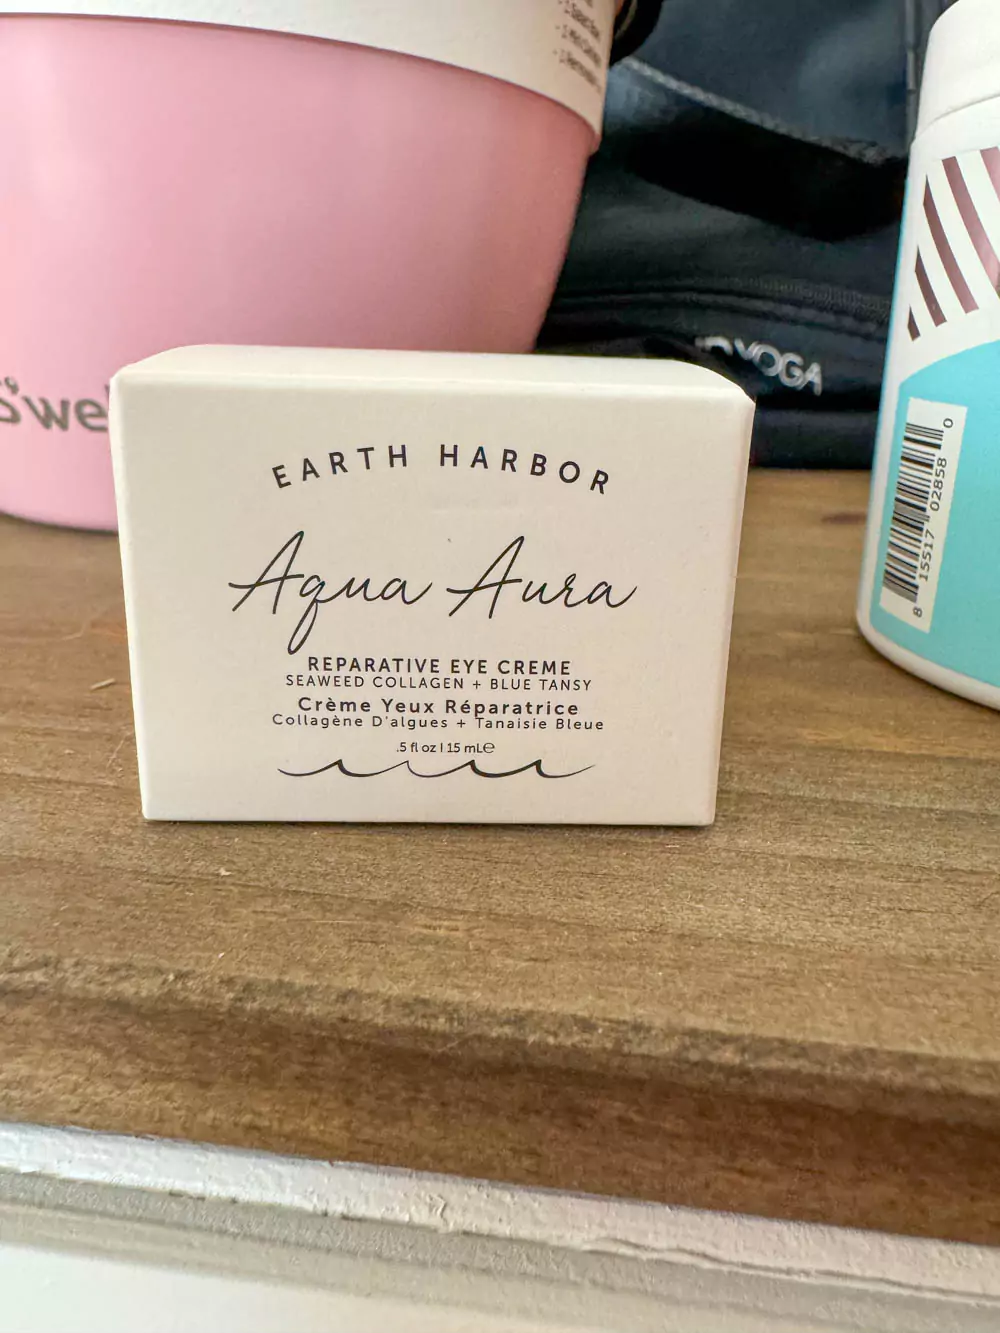 EARTH HARBOR
Aqua Aura
REPARATIVE EYE CREME
SEAWEED COLLAGEN + BLUE TANSY
Crème Yeux Réparatrice
Collagène D'algues + Tanaisie Bleue
.5 fl oz | 15 mL℮
S'we
YOGA
8 15517 02858 0